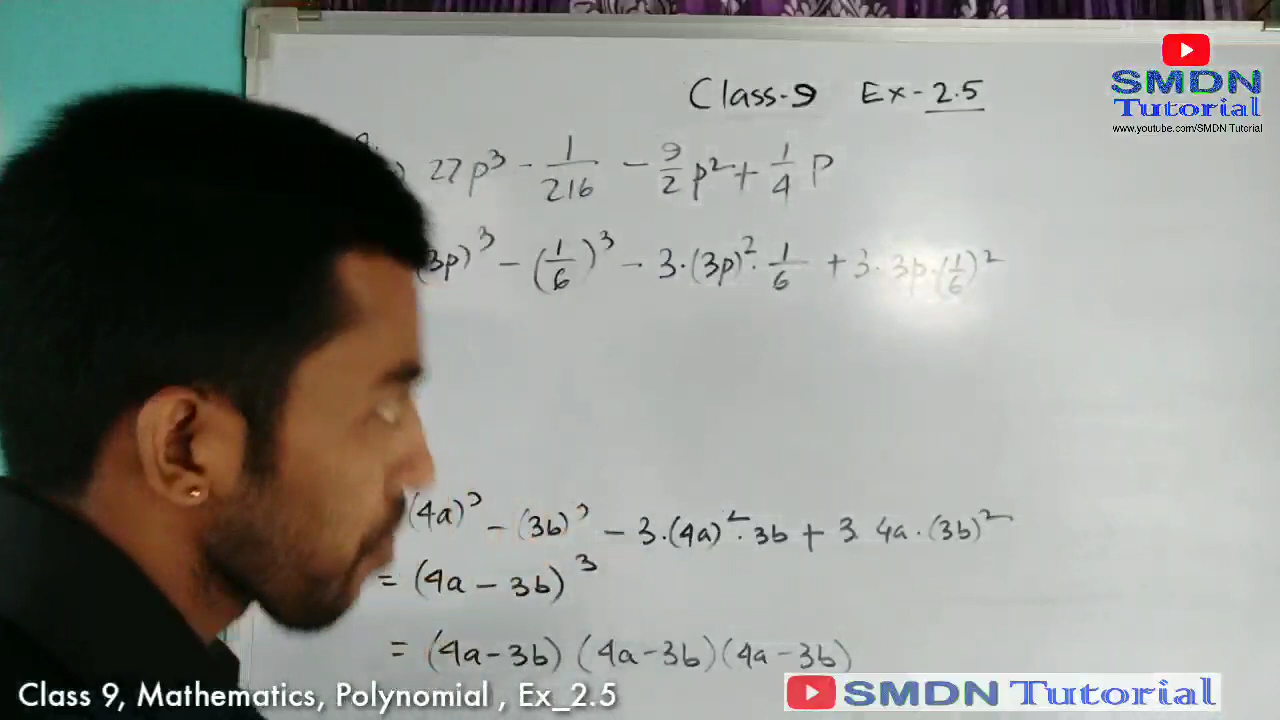 SMDN
Tutorial
www.youtube.com/SMDN Tutorial
Class-9 Ex-2.5
27p³ - 1/216 - 9/2 p² + 1/4 p
(3p)³ - (1/6)³ - 3·(3p)²·1/6 + 3·3p·(1/6)²
(4a)³ - (3b)³ - 3·(4a)²·3b + 3 4a·(3b)²
= (4a - 3b)³
= (4a-3b) (4a-3b)(4a-3b)
Class 9, Mathematics, Polynomial , Ex_2.5
SMDN Tutorial